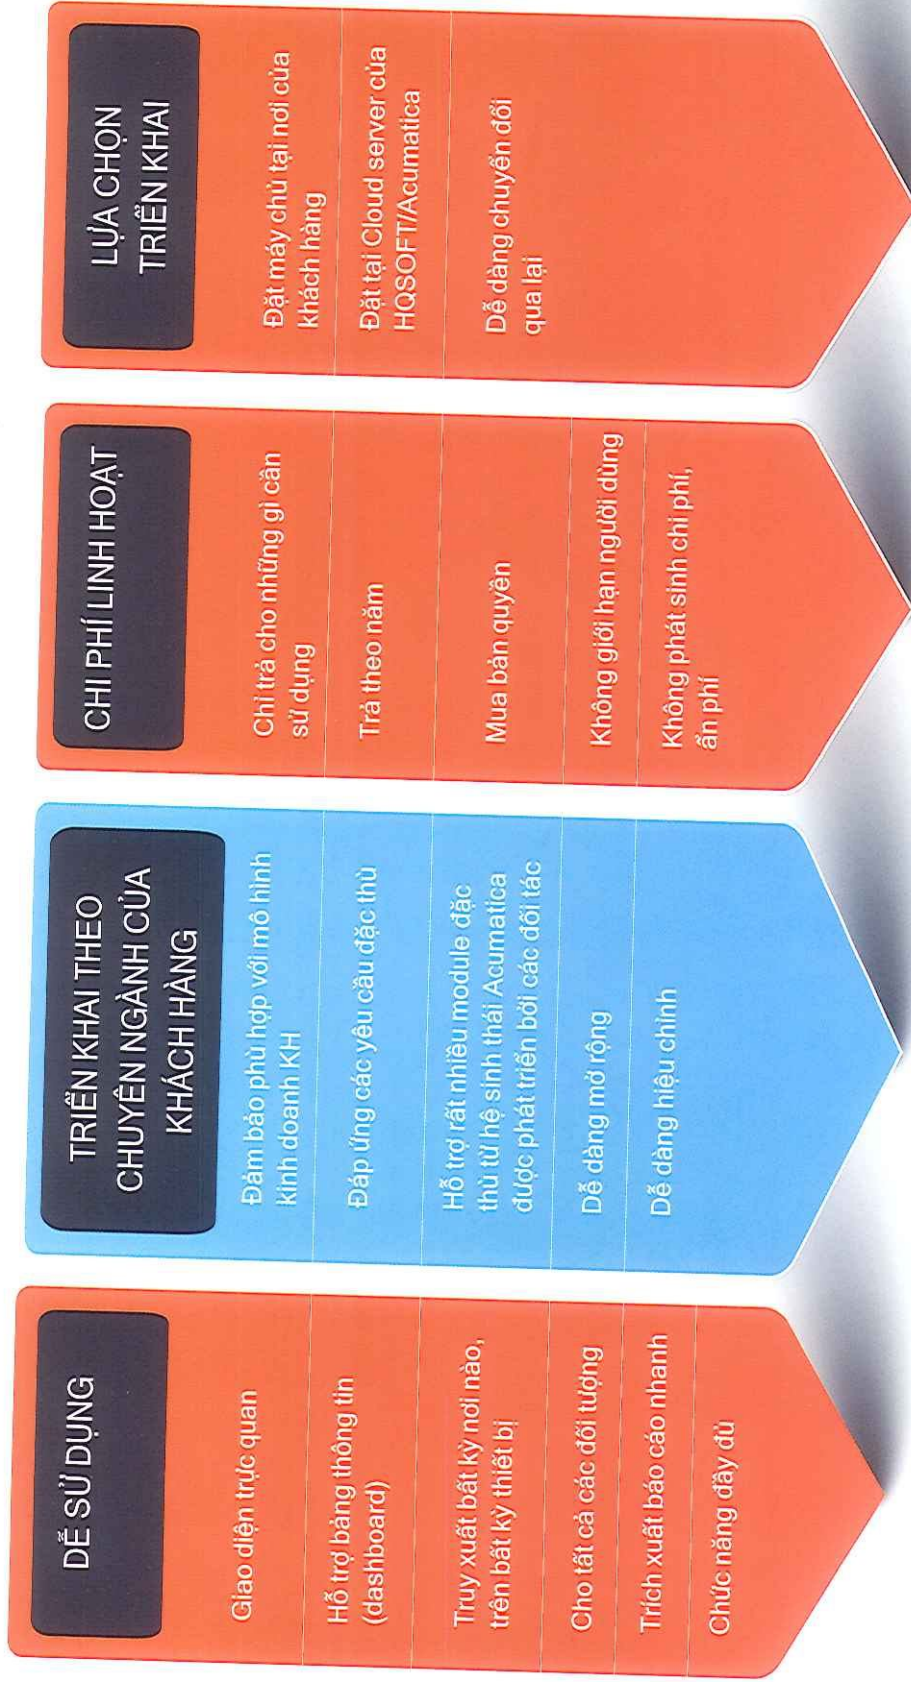 DỄ SỬ DỤNG
Giao diện trực quan
Hỗ trợ bảng thông tin
(dashboard)
Truy xuất bất kỳ nơi nào,
trên bất kỳ thiết bị
Cho tất cả các đối tượng
Trích xuất báo cáo nhanh
Chức năng đầy đủ
TRIỂN KHAI THEO
CHUYÊN NGÀNH CỦA
KHÁCH HÀNG
Đảm bảo phù hợp với mô hình
kinh doanh KH
Đáp ứng các yêu cầu đặc thù
Hỗ trợ rất nhiều module đặc
thù từ hệ sinh thái Acumatica
được phát triển bởi các đối tác
Dễ dàng mở rộng
Dễ dàng hiệu chỉnh
CHI PHÍ LINH HOẠT
Chỉ trả cho những gì cần
sử dụng
Trả theo năm
Mua bản quyền
Không giới hạn người dùng
Không phát sinh chi phí,
ẩn phí
LỰA CHỌN
TRIỂN KHAI
Đặt máy chủ tại nơi của
khách hàng
Đặt tại Cloud server của
HQSOFT/Acumatica
Dễ dàng chuyển đổi
qua lại